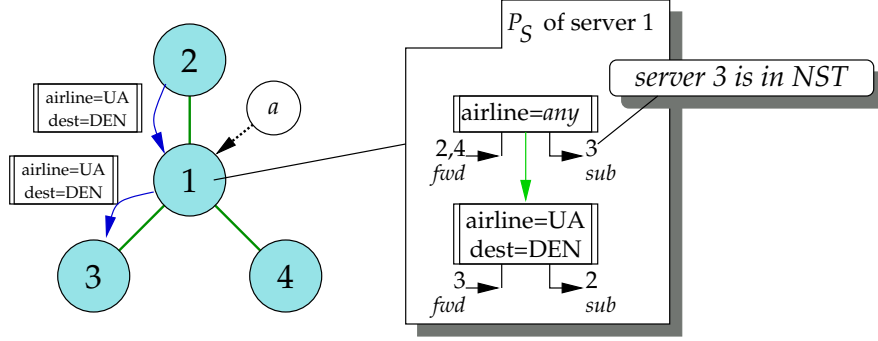 P_S of server 1
2
server 3 is in NST
airline=UA
dest=DEN
a
airline=any
2,4
fwd
3
sub
airline=UA
dest=DEN
1
airline=UA
dest=DEN
3
4
3
fwd
2
sub